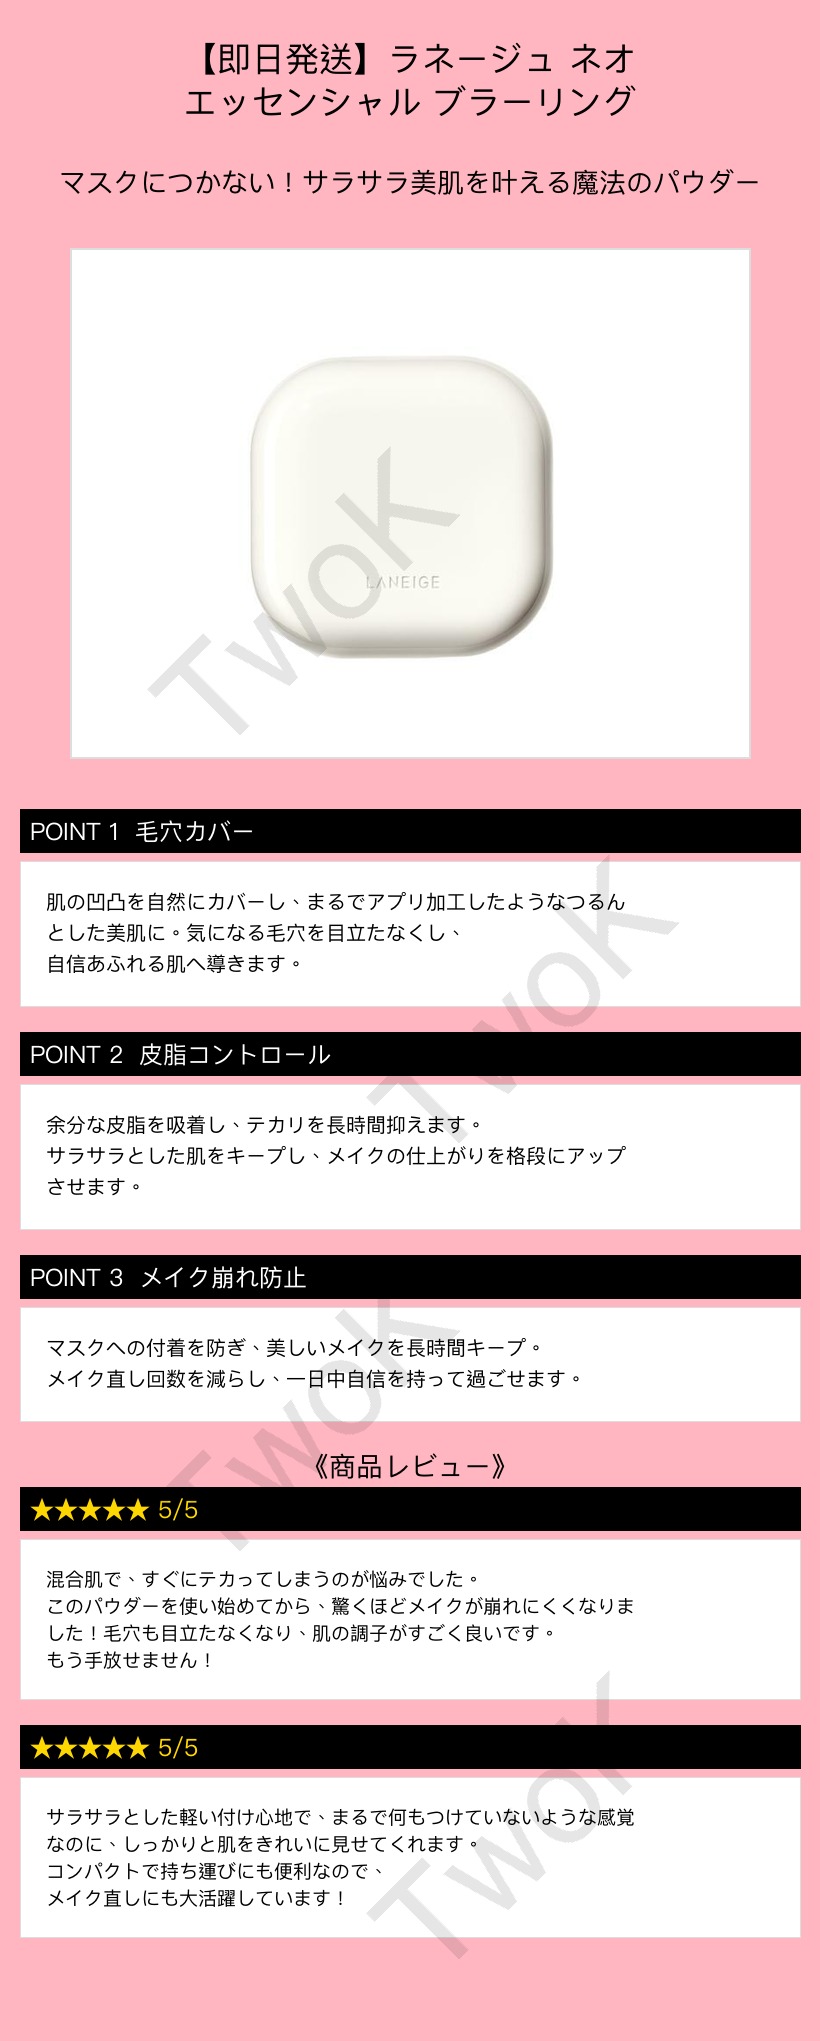 【即日発送】ラネージュ ネオ
エッセンシャル ブラーリング
マスクにつかない！サラサラ美肌を叶える魔法のパウダー
LANEIGE
TwoK
POINT 1 毛穴カバー
肌の凹凸を自然にカバーし、まるでアプリ加工したようなつるん
とした美肌に。気になる毛穴を目立たなくし、
自信あふれる肌へ導きます。
TwoK
POINT 2 皮脂コントロール
余分な皮脂を吸着し、テカリを長時間抑えます。
サラサラとした肌をキープし、メイクの仕上がりを格段にアップ
させます。
POINT 3 メイク崩れ防止
マスクへの付着を防ぎ、美しいメイクを長時間キープ。
メイク直し回数を減らし、一日中自信を持って過ごせます。
TwoK
《商品レビュー》
★★★★★ 5/5
混合肌で、すぐにテカってしまうのが悩みでした。
このパウダーを使い始めてから、驚くほどメイクが崩れにくくなりま
した！毛穴も目立たなくなり、肌の調子がすごく良いです。
もう手放せません！
★★★★★ 5/5
サラサラとした軽い付け心地で、まるで何もつけていないような感覚
なのに、しっかりと肌をきれいに見せてくれます。
コンパクトで持ち運びにも便利なので、
メイク直しにも大活躍しています！
TwoK